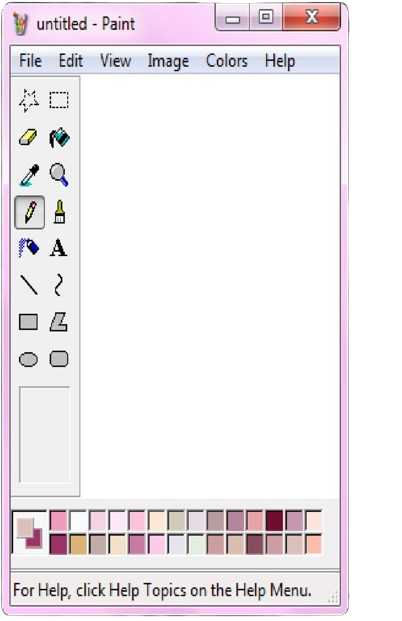 untitled - Paint
File Edit View Image Colors Help
A
For Help, click Help Topics on the Help Menu.